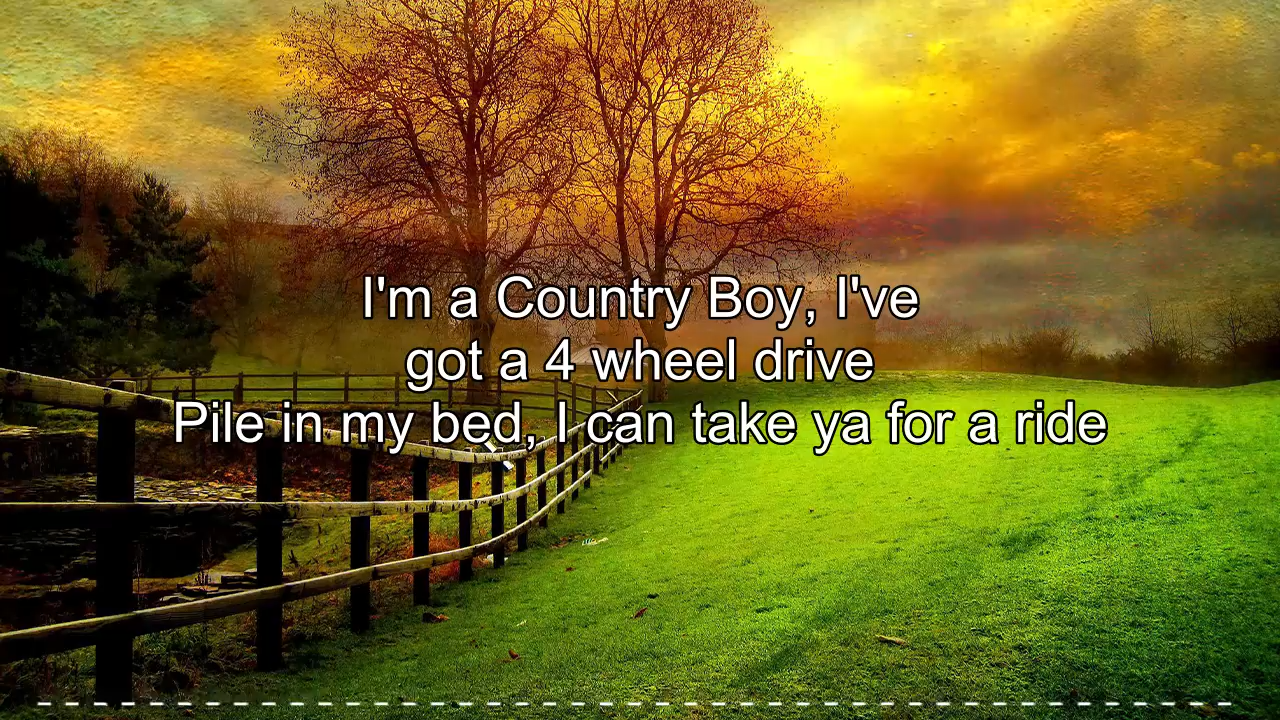 I'm a Country Boy, I've
got a 4 wheel drive
Pile in my bed, I can take ya for a ride